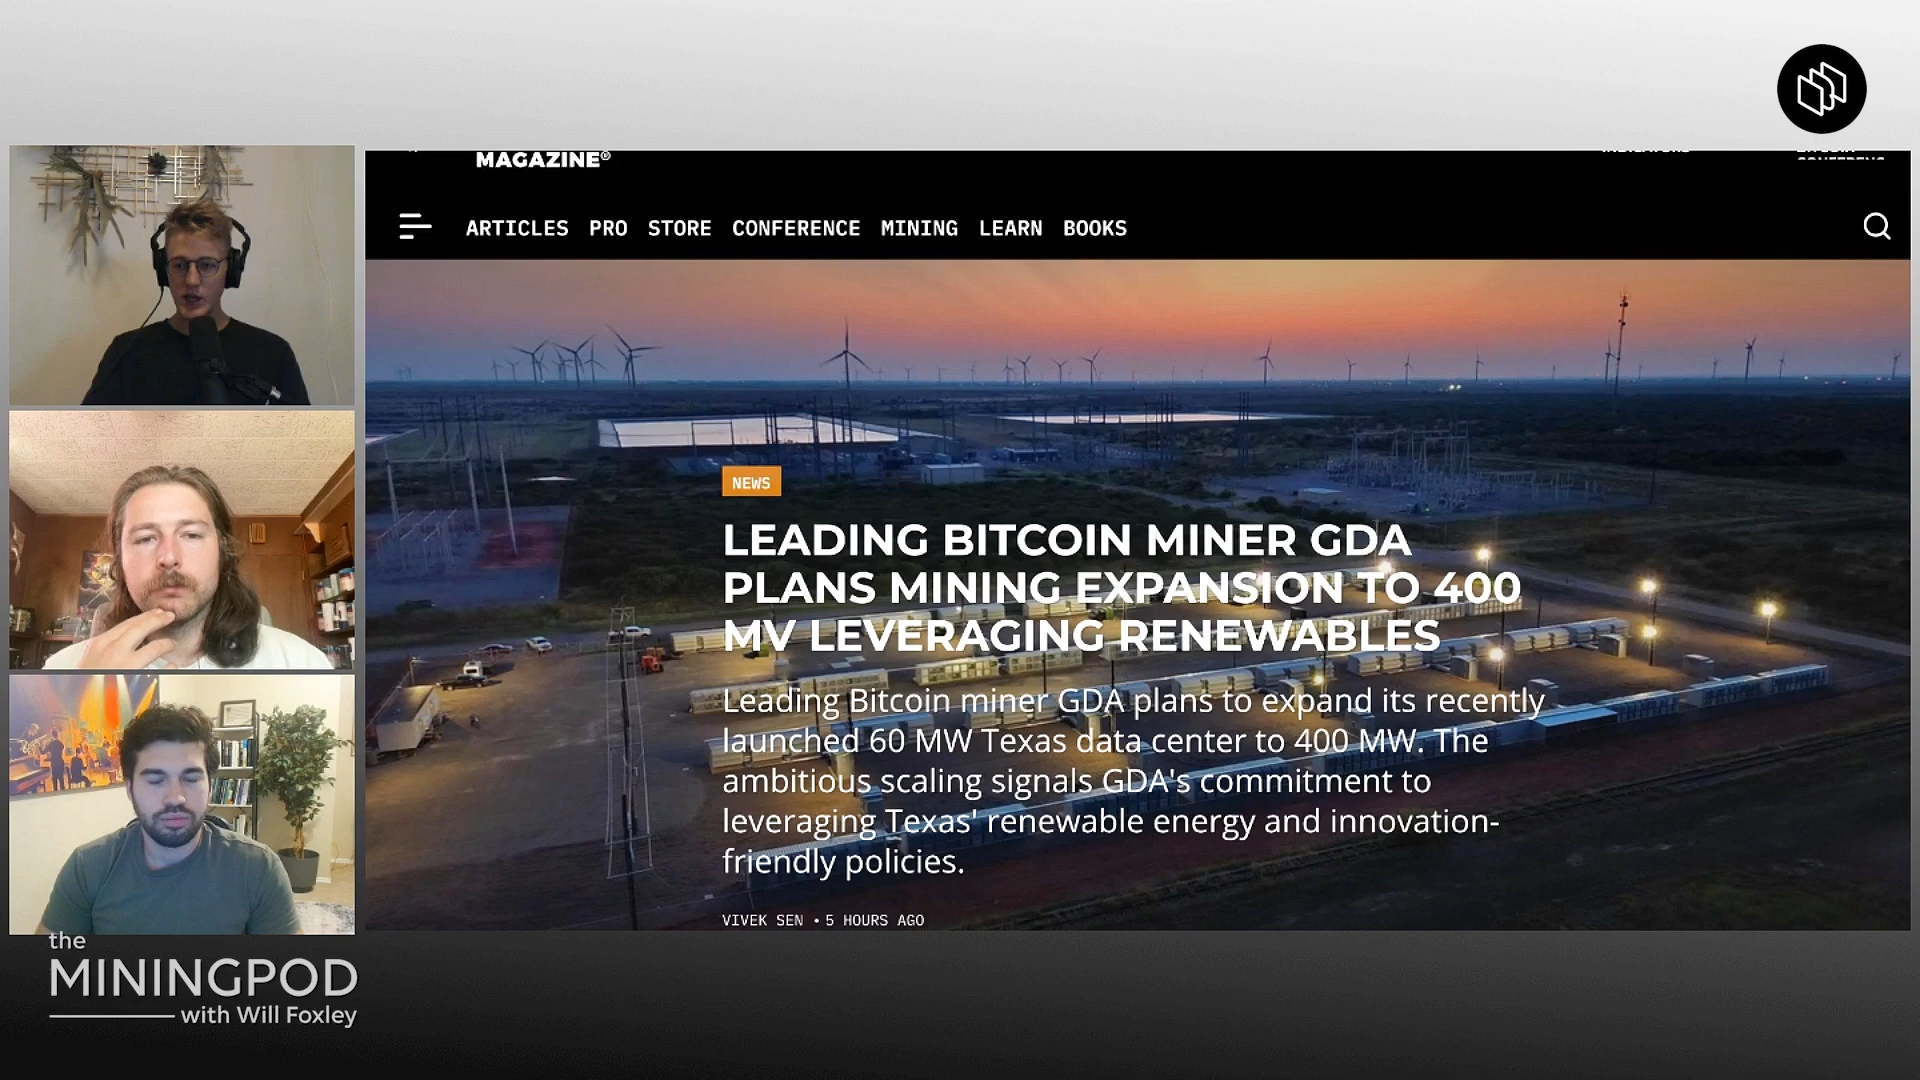 MAGAZINE®
ARTICLES PRO STORE CONFERENCE MINING LEARN BOOKS
NEWS
LEADING BITCOIN MINER GDA
PLANS MINING EXPANSION TO 400
MV LEVERAGING RENEWABLES
Leading Bitcoin miner GDA plans to expand its recently
launched 60 MW Texas data center to 400 MW. The
ambitious scaling signals GDA's commitment to
leveraging Texas' renewable energy and innovation-
friendly policies.
VIVEK SEN • 5 HOURS AGO
the
MININGPOD
with Will Foxley